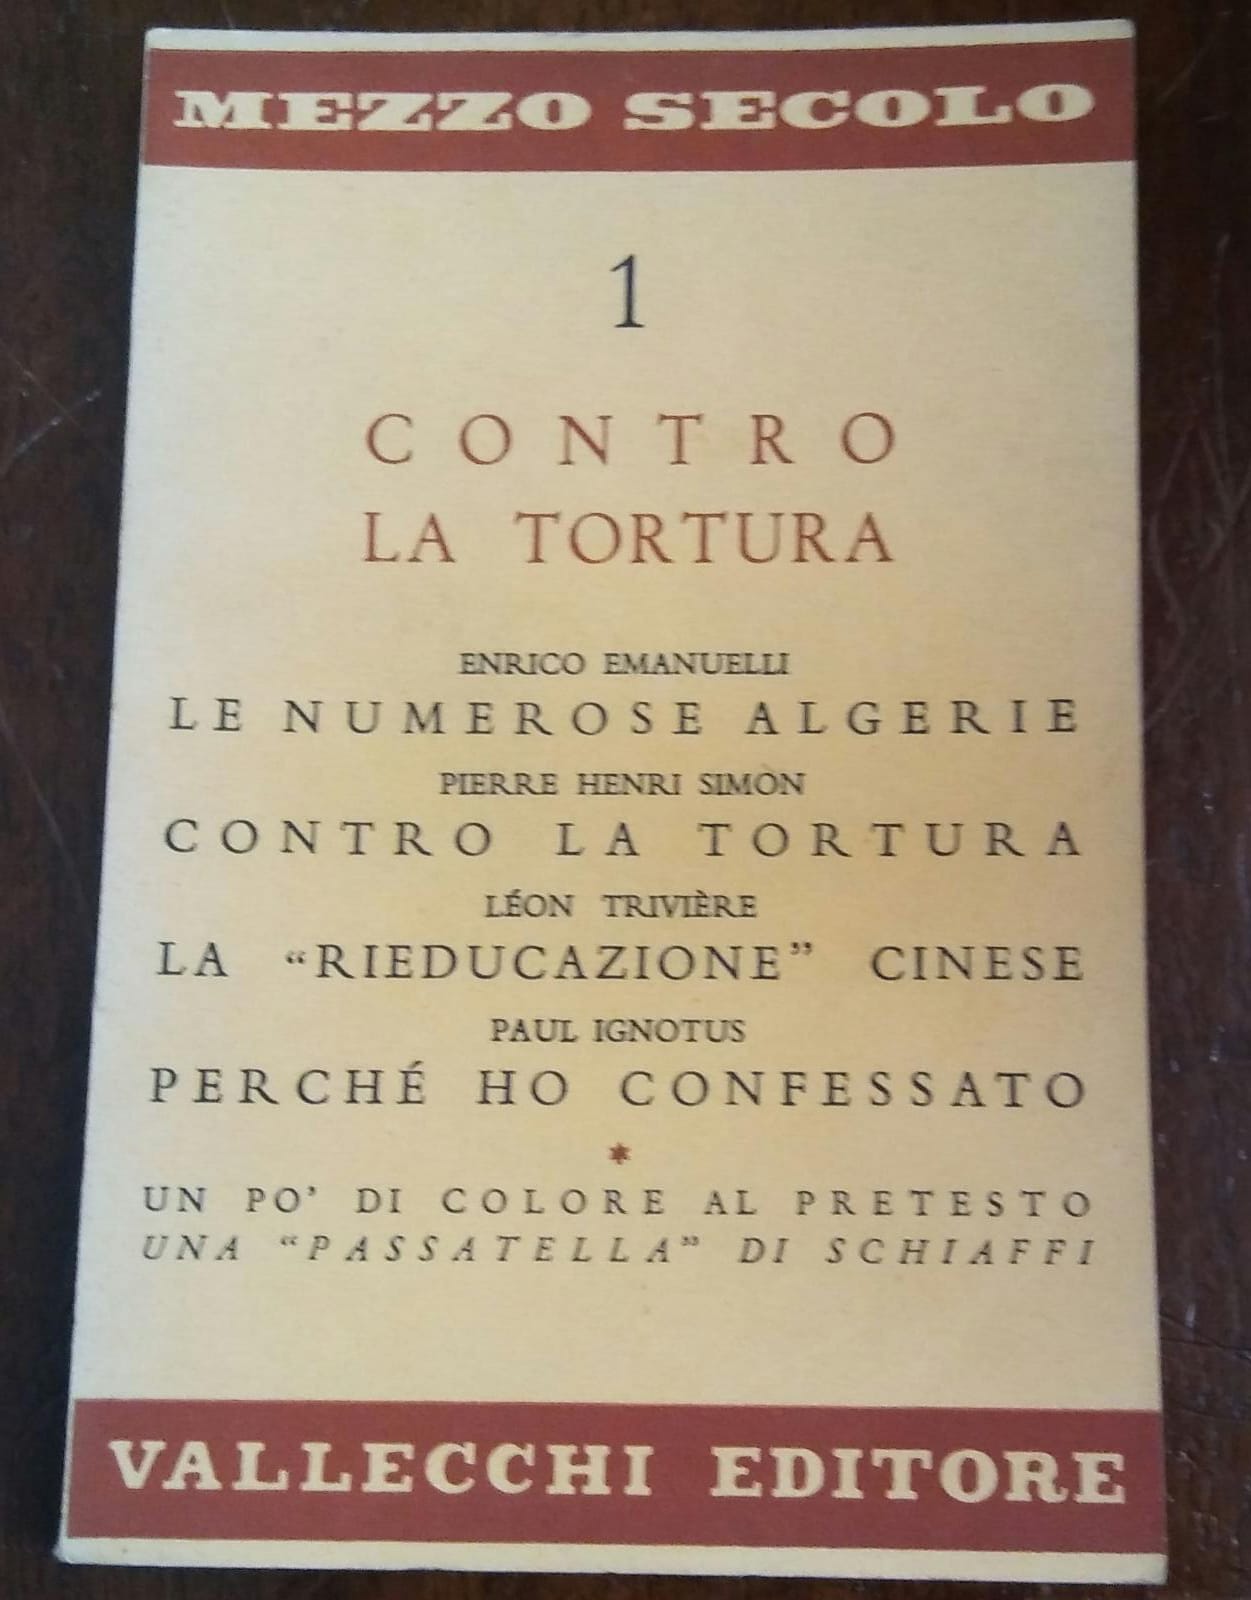 MEZZO SECOLO
1
CONTRO
LA TORTURA
ENRICO EMANUELLI
LE NUMEROSE ALGERIE
PIERRE HENRI SIMÒN
CONTRO LA TORTURA
LÉON TRIVIÈRE
LA “RIEDUCAZIONE” CINESE
PAUL IGNOTUS
PERCHÉ HO CONFESSATO
*
UN PO’ DI COLORE AL PRETESTO
UNA “PASSATELLA” DI SCHIAFFI
VALLECCHI EDITORE